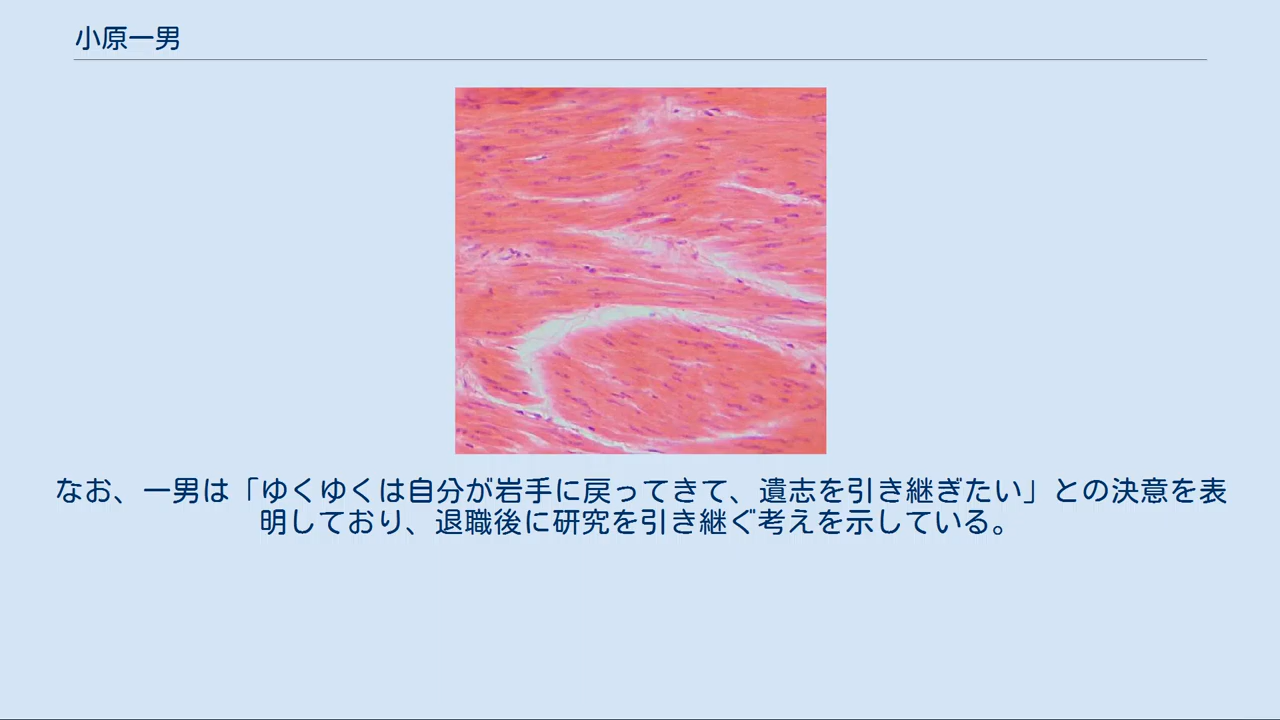 小原一男
なお、一男は「ゆくゆくは自分が岩手に戻ってきて、遺志を引き継ぎたい」との決意を表
明しており、退職後に研究を引き継ぐ考えを示している。